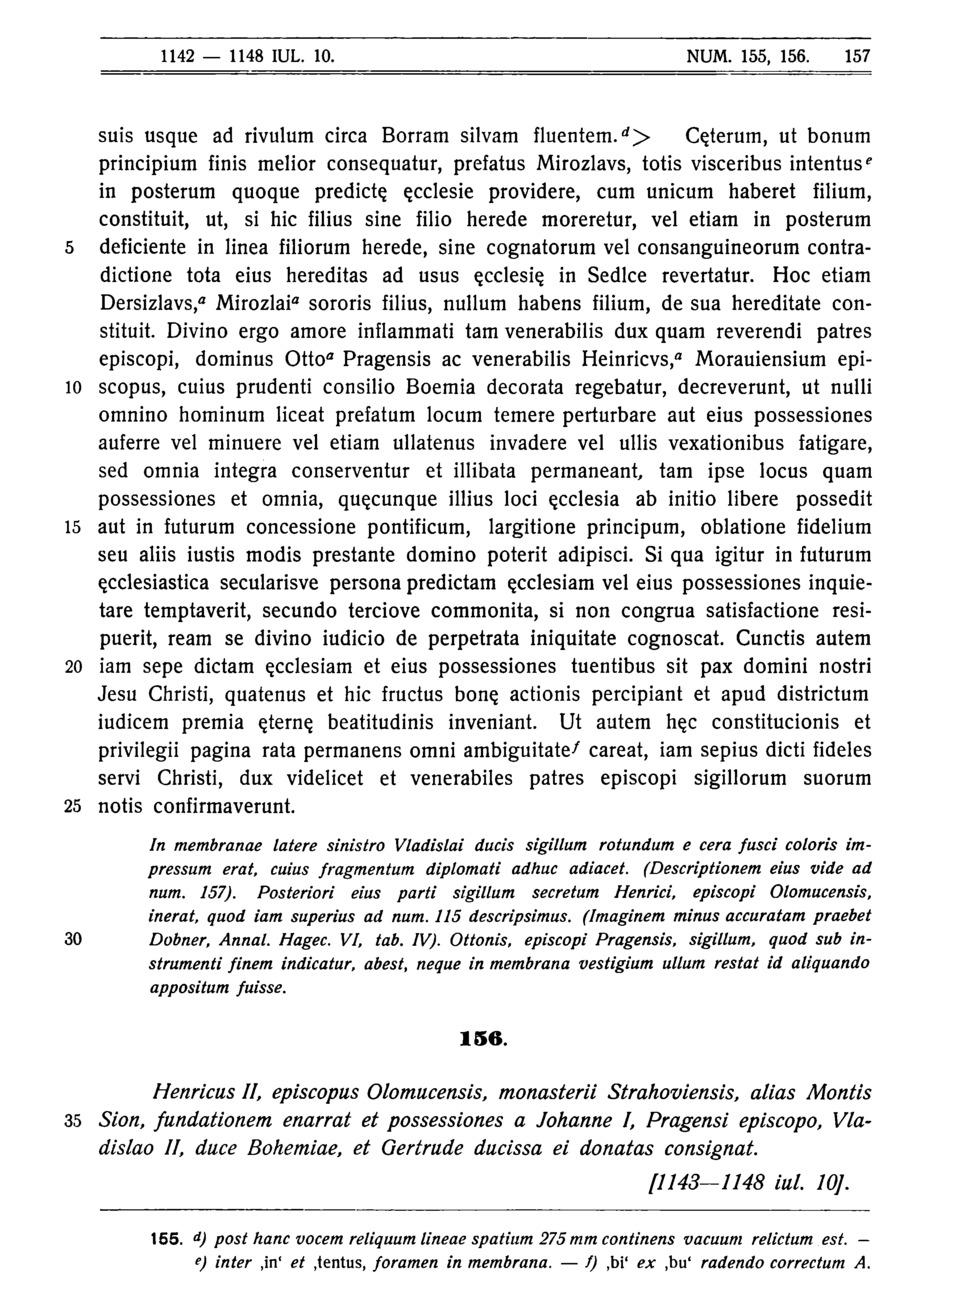 1142 — 1148 IUL. 10. NUM. 155, 156. 157
suis usque ad rivulum circa Borram silvam fluentem.ᵈ> Cęterum, ut bonum
principium finis melior consequatur, prefatus Mirozlavs, totis visceribus intentusᵉ
in posterum quoque predictę ęcclesie providere, cum unicum haberet filium,
constituit, ut, si hic filius sine filio herede moreretur, vel etiam in posterum
5 deficiente in linea filiorum herede, sine cognatorum vel consanguineorum contra-
dictione tota eius hereditas ad usus ęcclesię in Sedlce revertatur. Hoc etiam
Dersizlavs,ᵃ Mirozlaiᵃ sororis filius, nullum habens filium, de sua hereditate con-
stituit. Divino ergo amore inflammati tam venerabilis dux quam reverendi patres
episcopi, dominus Ottoᵃ Pragensis ac venerabilis Heinricvs,ᵃ Morauiensium epi-
10 scopus, cuius prudenti consilio Boemia decorata regebatur, decreverunt, ut nulli
omnino hominum liceat prefatum locum temere perturbare aut eius possessiones
auferre vel minuere vel etiam ullatenus invadere vel ullis vexationibus fatigare,
sed omnia integra conserventur et illibata permaneant, tam ipse locus quam
possessiones et omnia, quęcunque illius loci ęcclesia ab initio libere possedit
15 aut in futurum concessione pontificum, largitione principum, oblatione fidelium
seu aliis iustis modis prestante domino poterit adipisci. Si qua igitur in futurum
ęcclesiastica secularisve persona predictam ęcclesiam vel eius possessiones inquie-
tare temptaverit, secundo terciove commonita, si non congrua satisfactione resi-
puerit, ream se divino iudicio de perpetrata iniquitate cognoscat. Cunctis autem
20 iam sepe dictam ęcclesiam et eius possessiones tuentibus sit pax domini nostri
Jesu Christi, quatenus et hic fructus bonę actionis percipiant et apud districtum
iudicem premia ęternę beatitudinis inveniant. Ut autem hęc constitucionis et
privilegii pagina rata permanens omni ambiguitateᶠ careat, iam sepius dicti fideles
servi Christi, dux videlicet et venerabiles patres episcopi sigillorum suorum
25 notis confirmaverunt.
In membranae latere sinistro Vladislai ducis sigillum rotundum e cera fusci coloris im-
pressum erat, cuius fragmentum diplomati adhuc adiacet. (Descriptionem eius vide ad
num. 157). Posteriori eius parti sigillum secretum Henrici, episcopi Olomucensis,
inerat, quod iam superius ad num. 115 descripsimus. (Imaginem minus accuratam praebet
30 Dobner, Annal. Hagec. VI, tab. IV). Ottonis, episcopi Pragensis, sigillum, quod sub in-
strumenti finem indicatur, abest, neque in membrana vestigium ullum restat id aliquando
appositum fuisse.
156.
Henricus II, episcopus Olomucensis, monasterii Strahoviensis, alias Montis
35 Sion, fundationem enarrat et possessiones a Johanne I, Pragensi episcopo, Vla-
dislao II, duce Bohemiae, et Gertrude ducissa ei donatas consignat.
[1143—1148 iul. 10].
155. d) post hanc vocem reliquum lineae spatium 275 mm continens vacuum relictum est. —
e) inter ‚in‘ et ‚tentus, foramen in membrana. — f) ‚bi‘ ex ‚bu‘ radendo correctum A.